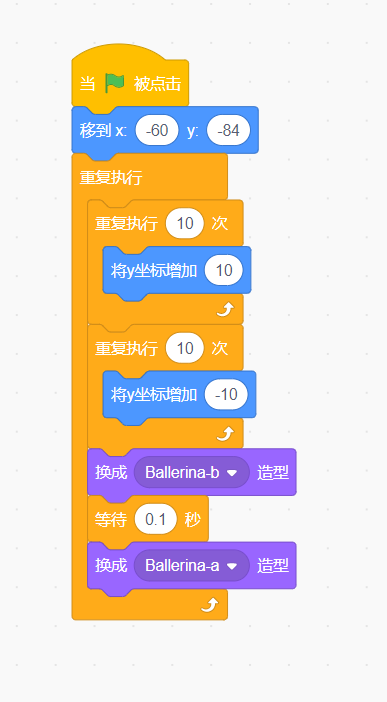 当 被点击
移到 x: -60 y: -84
重复执行
重复执行 10 次
将y坐标增加 10
重复执行 10 次
将y坐标增加 -10
换成 Ballerina-b 造型
等待 0.1 秒
换成 Ballerina-a 造型